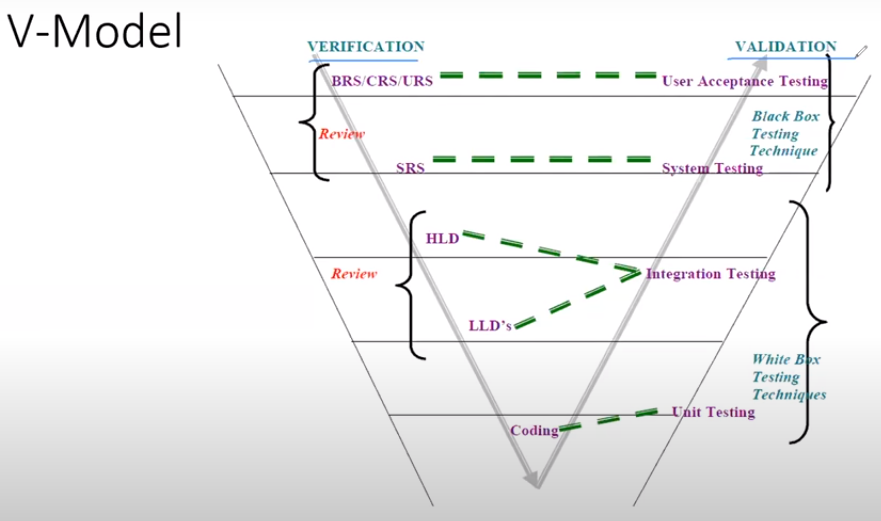 V-Model
VERIFICATION
VALIDATION
BRS/CRS/URS
User Acceptance Testing
Review
Black Box
Testing
Technique
SRS
System Testing
HLD
Review
Integration Testing
LLD's
White Box
Testing
Techniques
Coding
Unit Testing